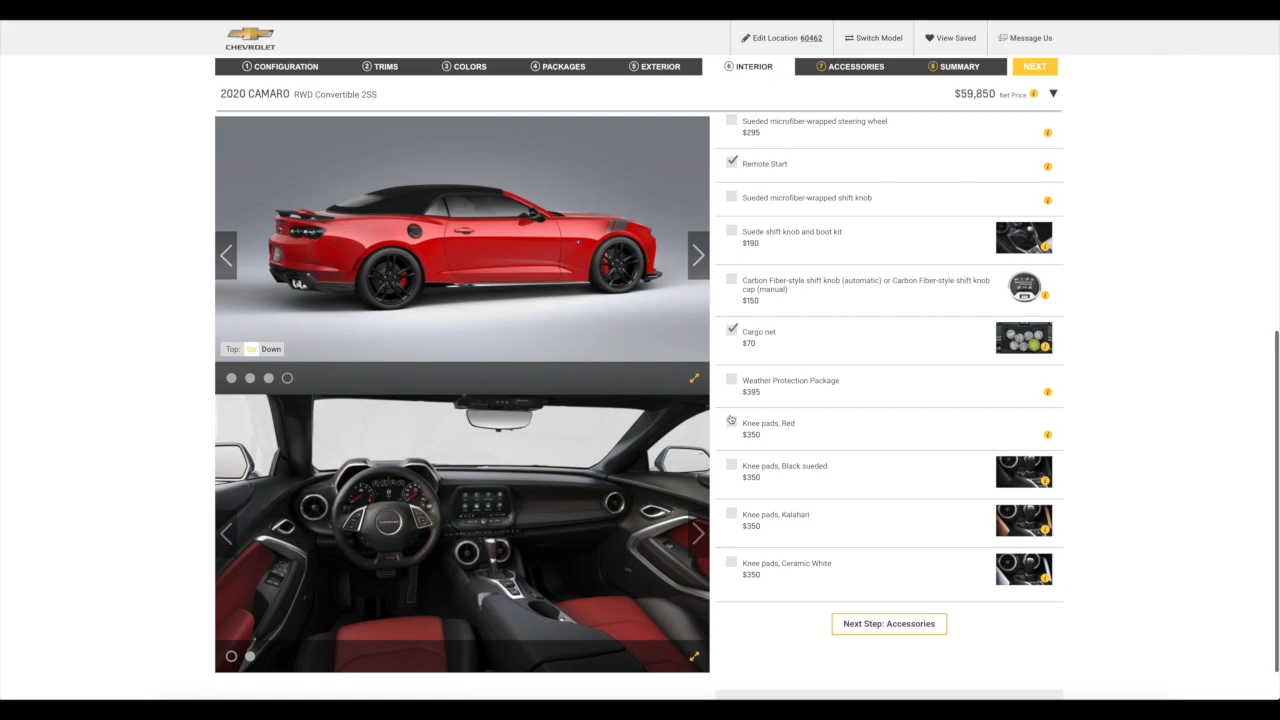 CHEVROLET
Edit Location 60462
Switch Model
View Saved
Message Us
1 CONFIGURATION
2 TRIMS
3 COLORS
4 PACKAGES
5 EXTERIOR
6 INTERIOR
7 ACCESSORIES
8 SUMMARY
NEXT
2020 CAMARO RWD Convertible 2SS
$59,850 Net Price
Sueded microfiber-wrapped steering wheel
$295
Remote Start
Sueded microfiber-wrapped shift knob
Suede shift knob and boot kit
$190
Carbon Fiber-style shift knob (automatic) or Carbon Fiber-style shift knob
cap (manual)
$150
Cargo net
$70
Weather Protection Package
$395
Knee pads, Red
$350
Knee pads, Black sueded
$350
Knee pads, Kalahari
$350
Knee pads, Ceramic White
$350
Next Step: Accessories
Top: Up Down